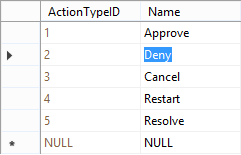 ActionTypeID Name
1 Approve
2 Deny
3 Cancel
4 Restart
5 Resolve
NULL NULL